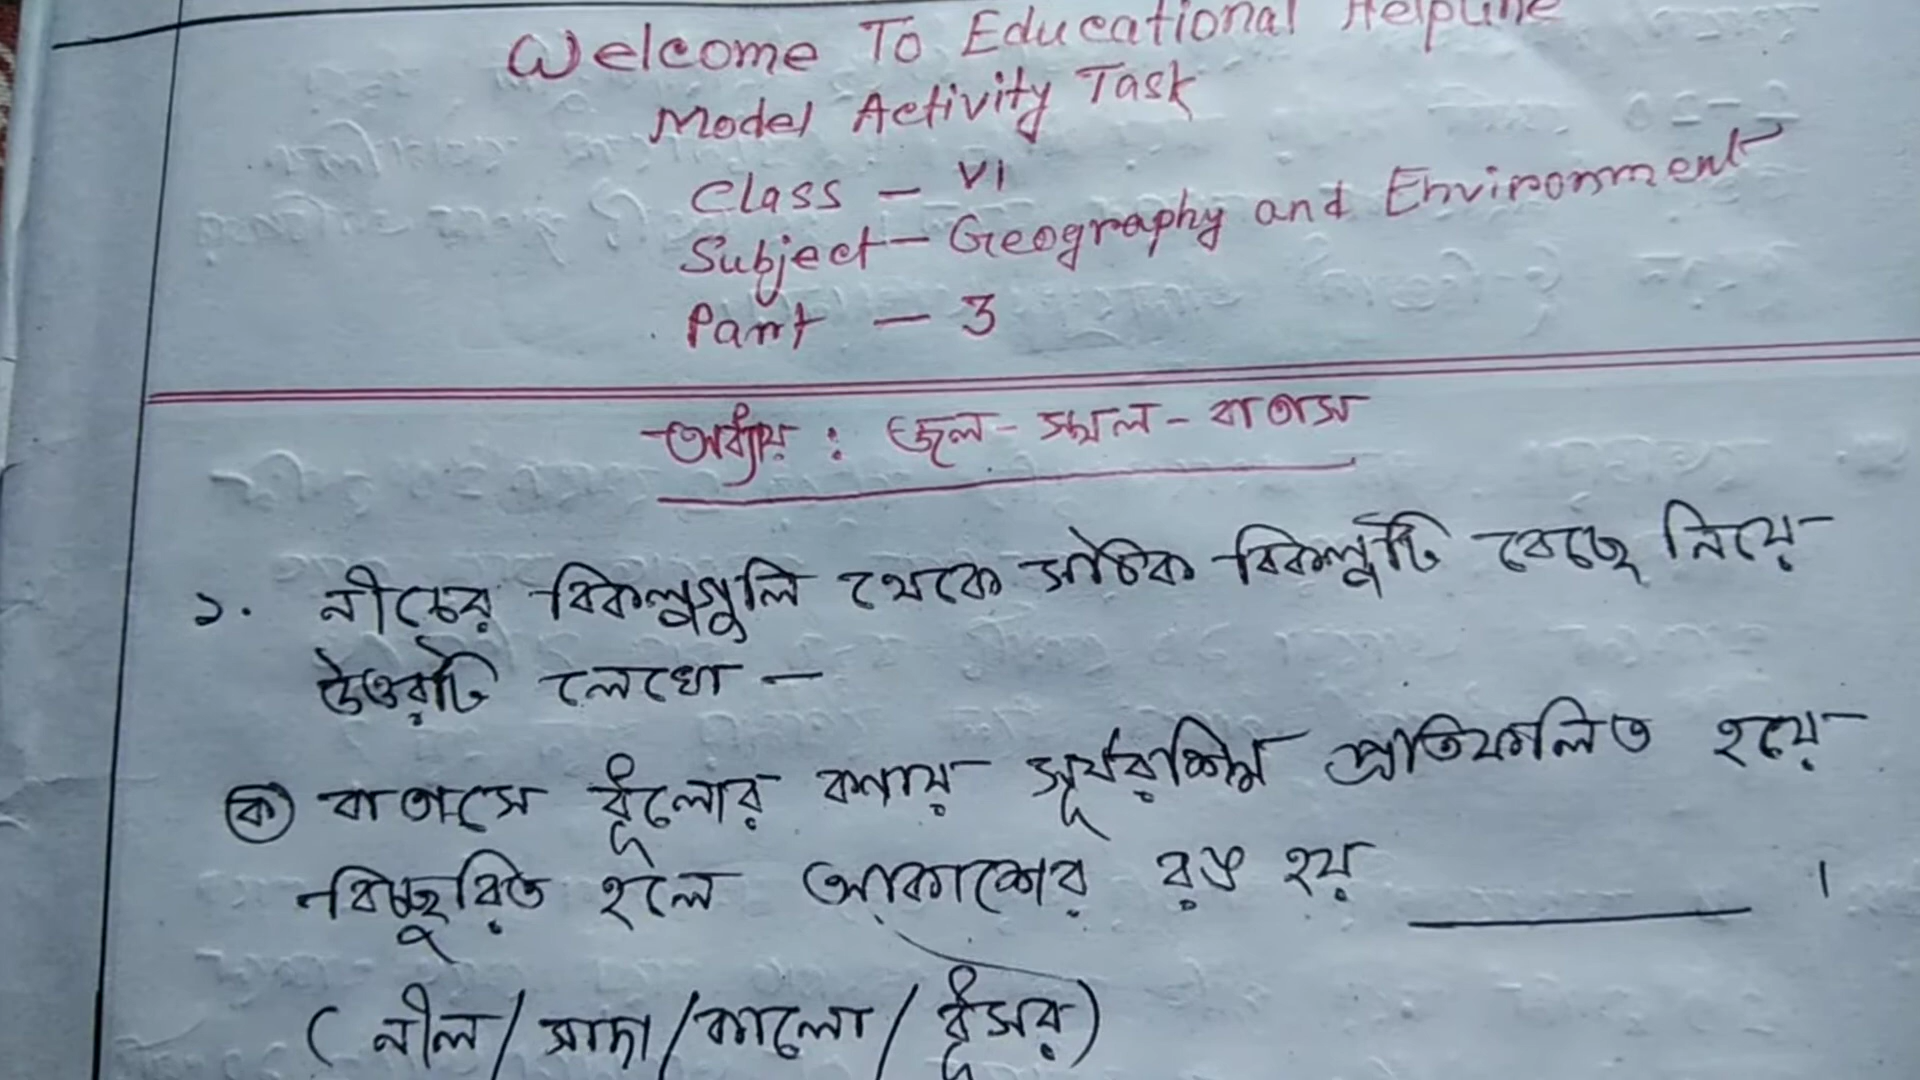 Welcome To Educational Helpline
Model Activity Task
Class - VI
Subject - Geography and Environment
Part - 3
অধ্যায় : জল - স্থল - বাতাস
১. নীচের বিকল্পগুলি থেকে সঠিক বিকল্পটি বেছে নিয়ে
উত্তরটি লেখো -
ক বাতাসে ধূলোর কণায় সূর্যরশ্মি প্রতিফলিত হয়ে
বিচ্ছুরিত হলে আকাশের রঙ হয় ________ ।
( নীল / সাদা / কালো / ধূসর )